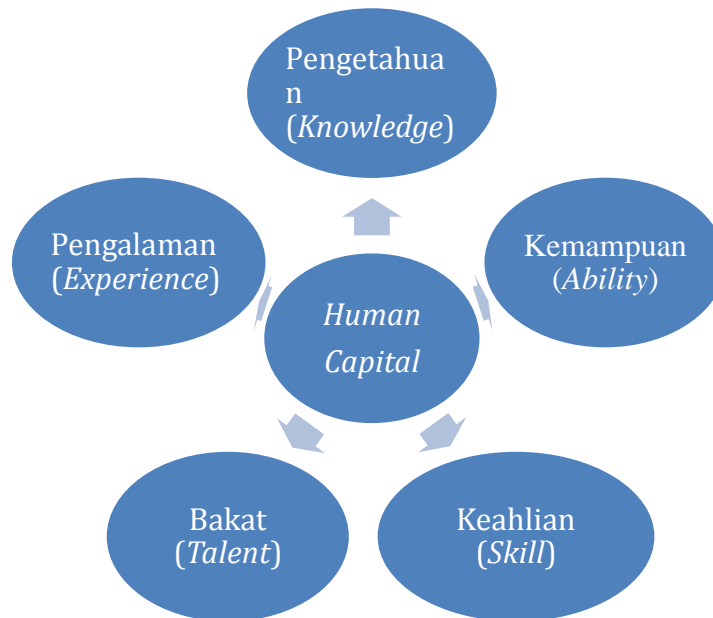 Pengetahua
n
(Knowledge)
Pengalaman
(Experience)
Kemampuan
(Ability)
Human
Capital
Bakat
(Talent)
Keahlian
(Skill)